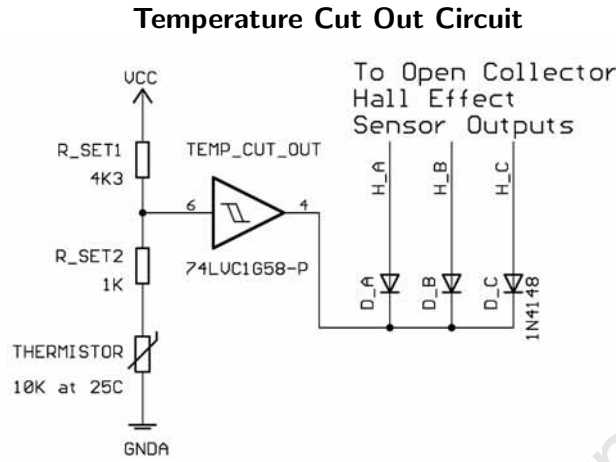 Temperature Cut Out Circuit
VCC
To Open Collector
Hall Effect
Sensor Outputs
R_SET1
4K3
TEMP_CUT_OUT
H_A
H_B
H_C
6
4
R_SET2
1K
74LVC1G58-P
D_A
D_B
D_C
1N4148
THERMISTOR
10K at 25C
GNDA